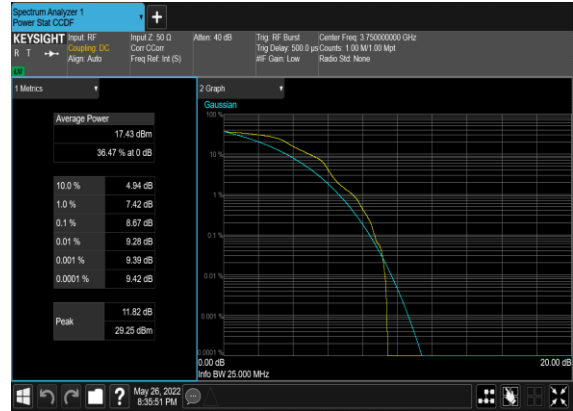 Spectrum Analyzer 1
Power Stat CCDF
KEYSIGHT
R T
LXI
Input: RF
Coupling: DC
Align: Auto
Input Z: 50 Ω
Corr CCorr
Freq Ref: Int (S)
Atten: 40 dB
Trig: RF Burst
Trig Delay: 500.0 µs
#IF Gain: Low
Center Freq: 3.750000000 GHz
Counts: 1.00 M/1.00 Mpt
Radio Std: None
1 Metrics
Average Power
17.43 dBm
36.47 % at 0 dB
10.0 % 4.94 dB
1.0 % 7.42 dB
0.1 % 8.67 dB
0.01 % 9.28 dB
0.001 % 9.39 dB
0.0001 % 9.42 dB
Peak
11.82 dB
29.25 dBm
2 Graph
Gaussian
100 %
10 %
1 %
0.1 %
0.01 %
0.001 %
0.0001 %
0.00 dB
20.00 dB
Info BW 25.000 MHz
?
May 26, 2022
8:35:51 PM